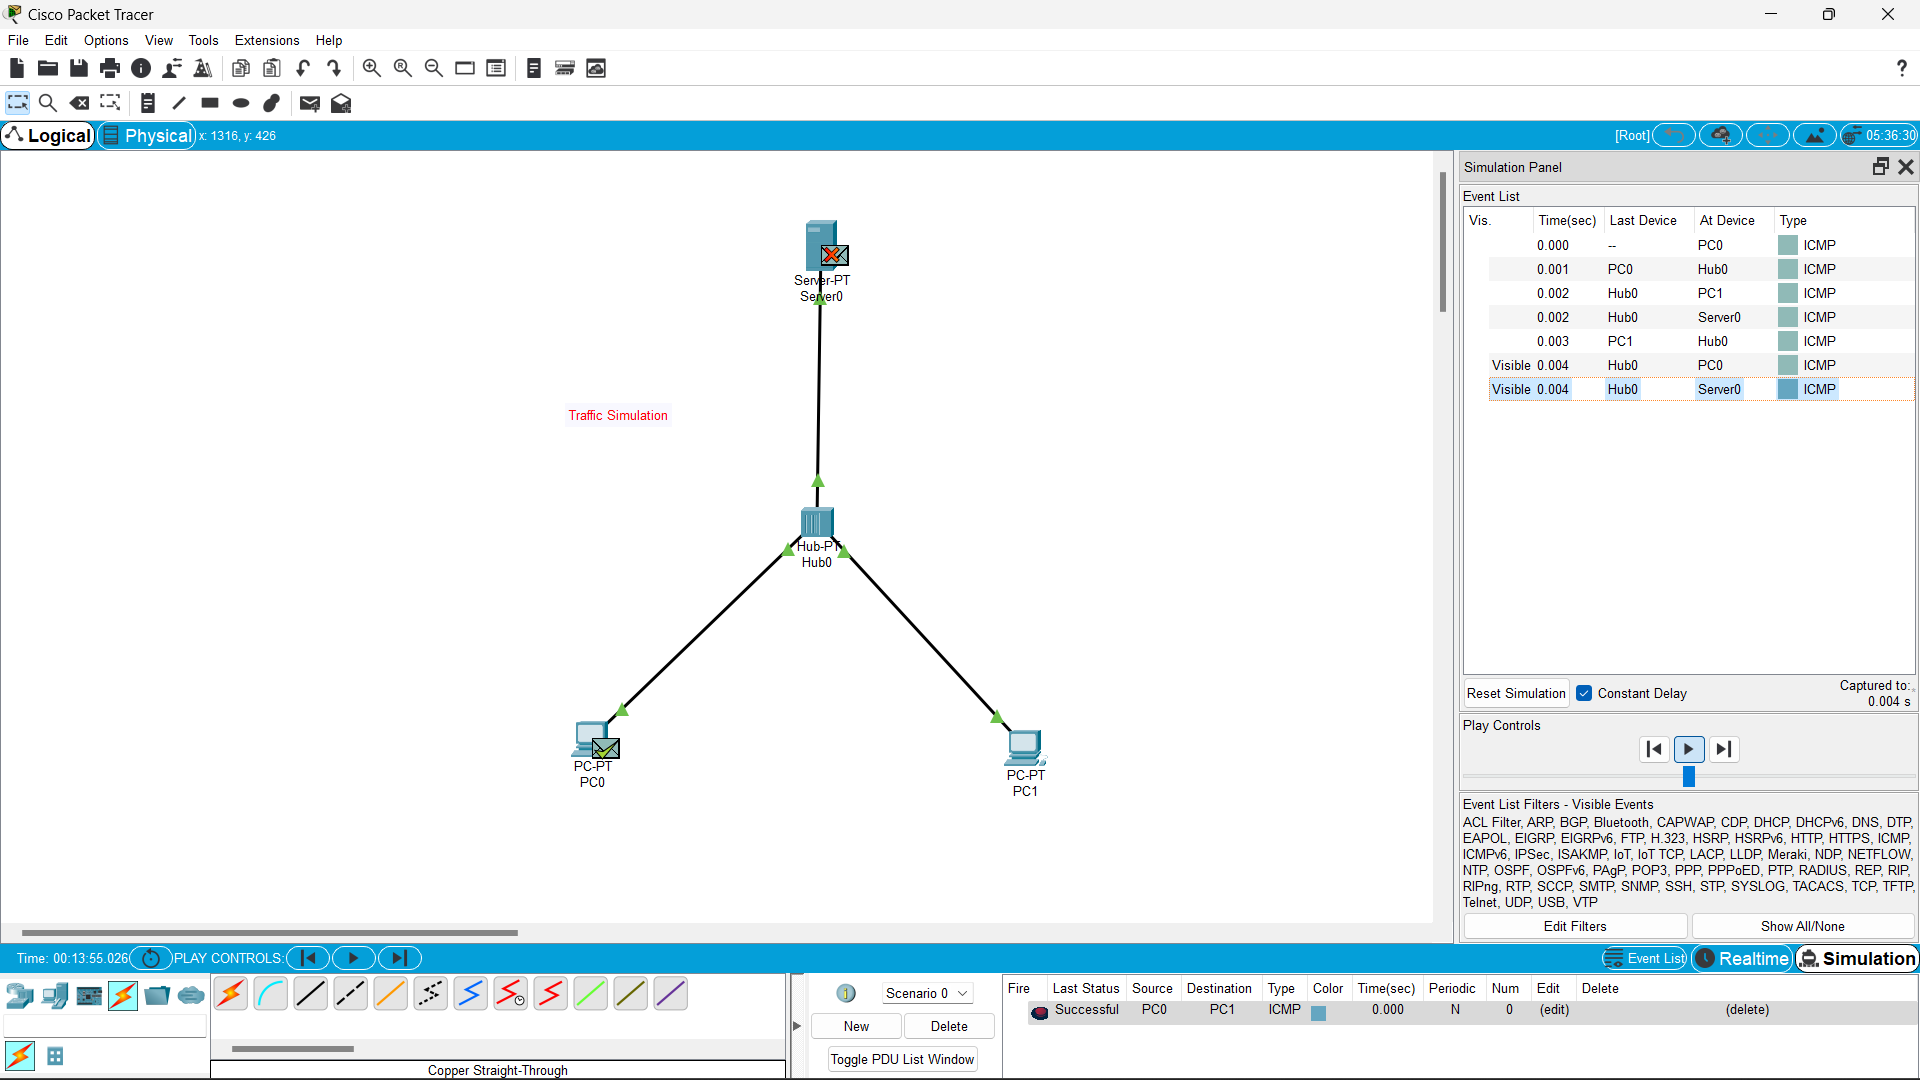 Cisco Packet Tracer
File Edit Options View Tools Extensions Help
?
Logical Physical x: 1316, y: 426 [Root] 05:36:30
Simulation Panel
Event List
Vis. Time(sec) Last Device At Device Type
0.000 -- PC0 ICMP
0.001 PC0 Hub0 ICMP
0.002 Hub0 PC1 ICMP
0.002 Hub0 Server0 ICMP
0.003 PC1 Hub0 ICMP
Visible 0.004 Hub0 PC0 ICMP
Visible 0.004 Hub0 Server0 ICMP
Server-PT
Server0
Traffic Simulation
Hub-PT
Hub0
PC-PT
PC0
PC-PT
PC1
Reset Simulation Constant Delay Captured to:
0.004 s
Play Controls
Event List Filters - Visible Events
ACL Filter, ARP, BGP, Bluetooth, CAPWAP, CDP, DHCP, DHCPv6, DNS, DTP,
EAPOL, EIGRP, EIGRPv6, FTP, H.323, HSRP, HSRPv6, HTTP, HTTPS, ICMP,
ICMPv6, IPSec, ISAKMP, IoT, IoT TCP, LACP, LLDP, Meraki, NDP, NETFLOW,
NTP, OSPF, OSPFv6, PAgP, POP3, PPP, PPPoED, PTP, RADIUS, REP, RIP,
RIPng, RTP, SCCP, SMTP, SNMP, SSH, STP, SYSLOG, TACACS, TCP, TFTP,
Telnet, UDP, USB, VTP
Edit Filters Show All/None
Time: 00:13:55.026 PLAY CONTROLS: Event List Realtime Simulation
Scenario 0
New Delete
Toggle PDU List Window
Fire Last Status Source Destination Type Color Time(sec) Periodic Num Edit Delete
Successful PC0 PC1 ICMP 0.000 N 0 (edit) (delete)
Copper Straight-Through